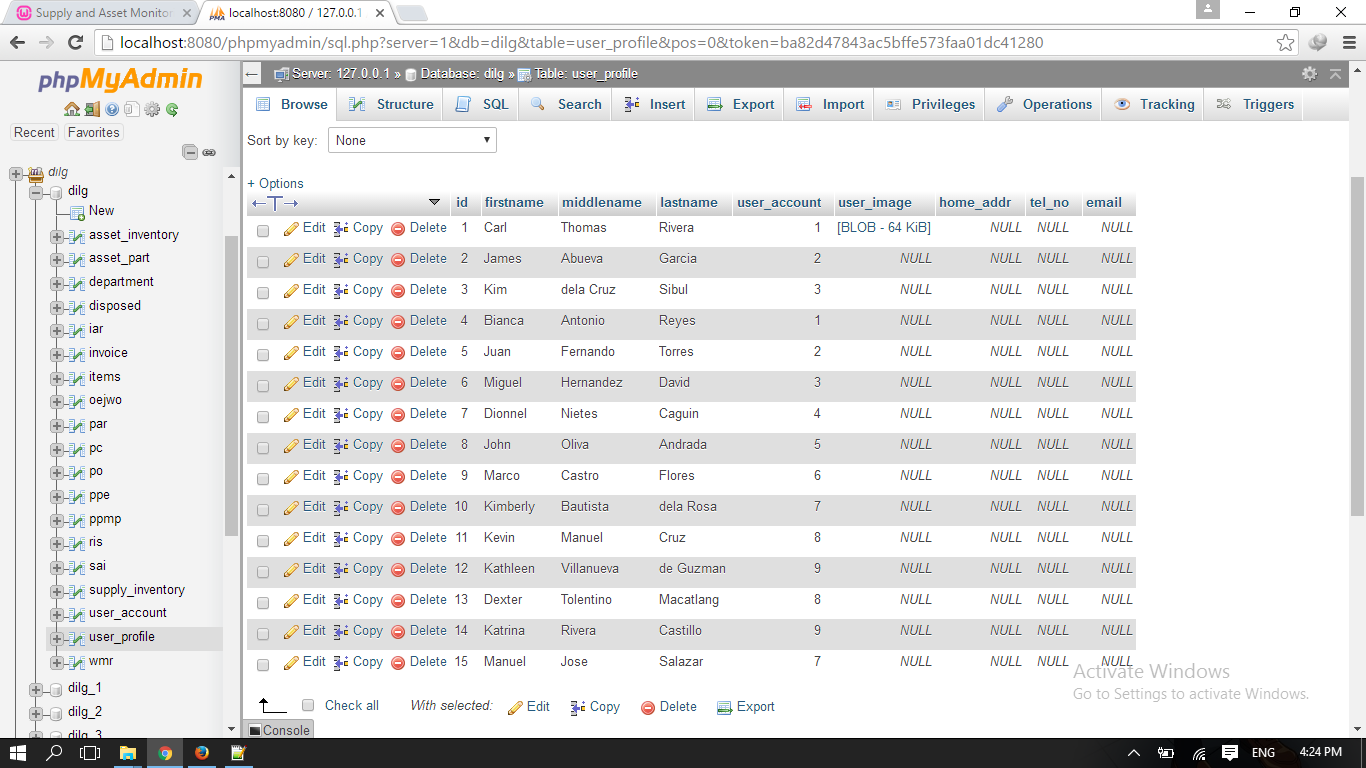 Supply and Asset Monitor
localhost:8080 / 127.0.0.1
localhost:8080/phpmyadmin/sql.php?server=1&db=dilg&table=user_profile&pos=0&token=ba82d47843ac5bffe573faa01dc41280
phpMyAdmin
Recent Favorites
dilg
dilg
New
asset_inventory
asset_part
department
disposed
iar
invoice
items
oejwo
par
pc
po
ppe
ppmp
ris
sai
supply_inventory
user_account
user_profile
wmr
dilg_1
dilg_2
dilg_3
Server: 127.0.0.1 » Database: dilg » Table: user_profile
Browse Structure SQL Search Insert Export Import Privileges Operations Tracking Triggers
Sort by key: None
+ Options
id firstname middlename lastname user_account user_image home_addr tel_no email
Edit Copy Delete 1 Carl Thomas Rivera 1 [BLOB - 64 KiB] NULL NULL NULL
Edit Copy Delete 2 James Abueva Garcia 2 NULL NULL NULL NULL
Edit Copy Delete 3 Kim dela Cruz Sibul 3 NULL NULL NULL NULL
Edit Copy Delete 4 Bianca Antonio Reyes 1 NULL NULL NULL NULL
Edit Copy Delete 5 Juan Fernando Torres 2 NULL NULL NULL NULL
Edit Copy Delete 6 Miguel Hernandez David 3 NULL NULL NULL NULL
Edit Copy Delete 7 Dionnel Nietes Caguin 4 NULL NULL NULL NULL
Edit Copy Delete 8 John Oliva Andrada 5 NULL NULL NULL NULL
Edit Copy Delete 9 Marco Castro Flores 6 NULL NULL NULL NULL
Edit Copy Delete 10 Kimberly Bautista dela Rosa 7 NULL NULL NULL NULL
Edit Copy Delete 11 Kevin Manuel Cruz 8 NULL NULL NULL NULL
Edit Copy Delete 12 Kathleen Villanueva de Guzman 9 NULL NULL NULL NULL
Edit Copy Delete 13 Dexter Tolentino Macatlang 8 NULL NULL NULL NULL
Edit Copy Delete 14 Katrina Rivera Castillo 9 NULL NULL NULL NULL
Edit Copy Delete 15 Manuel Jose Salazar 7 NULL NULL NULL NULL
Activate Windows
Go to Settings to activate Windows.
Check all With selected: Edit Copy Delete Export
Console
ENG 4:24 PM